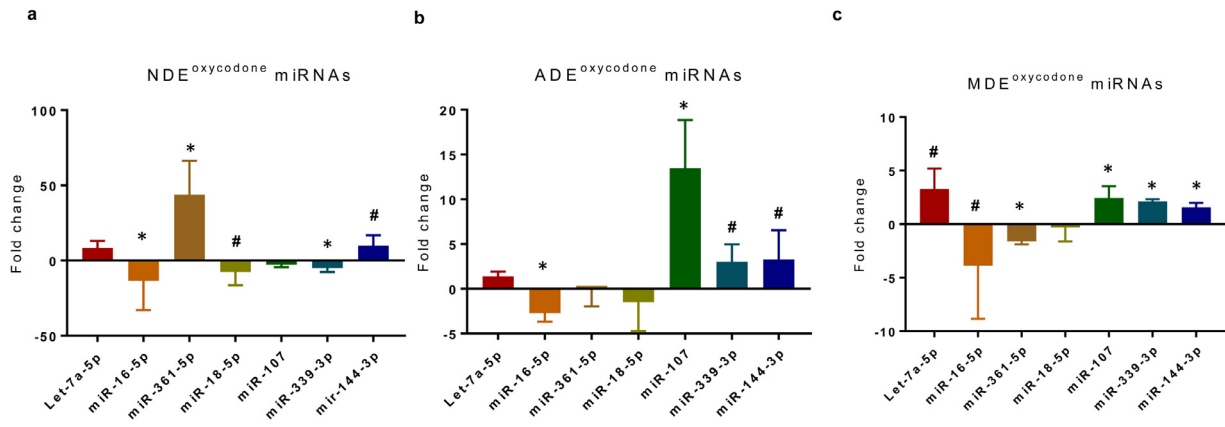 a
NDE^oxycodone miRNAs
Fold change
100
50
0
-50
*
*
#
*
#
Let-7a-5p
miR-16-5p
miR-361-5p
miR-18-5p
miR-107
miR-339-3p
mir-144-3p
b
ADE^oxycodone miRNAs
Fold change
20
15
10
5
0
-5
*
*
#
#
Let-7a-5p
miR-16-5p
miR-361-5p
miR-18-5p
miR-107
miR-339-3p
miR-144-3p
c
MDE^oxycodone miRNAs
Fold change
10
5
0
-5
-10
#
#
*
*
*
*
Let-7a-5p
miR-16-5p
miR-361-5p
miR-18-5p
miR-107
miR-339-3p
miR-144-3p